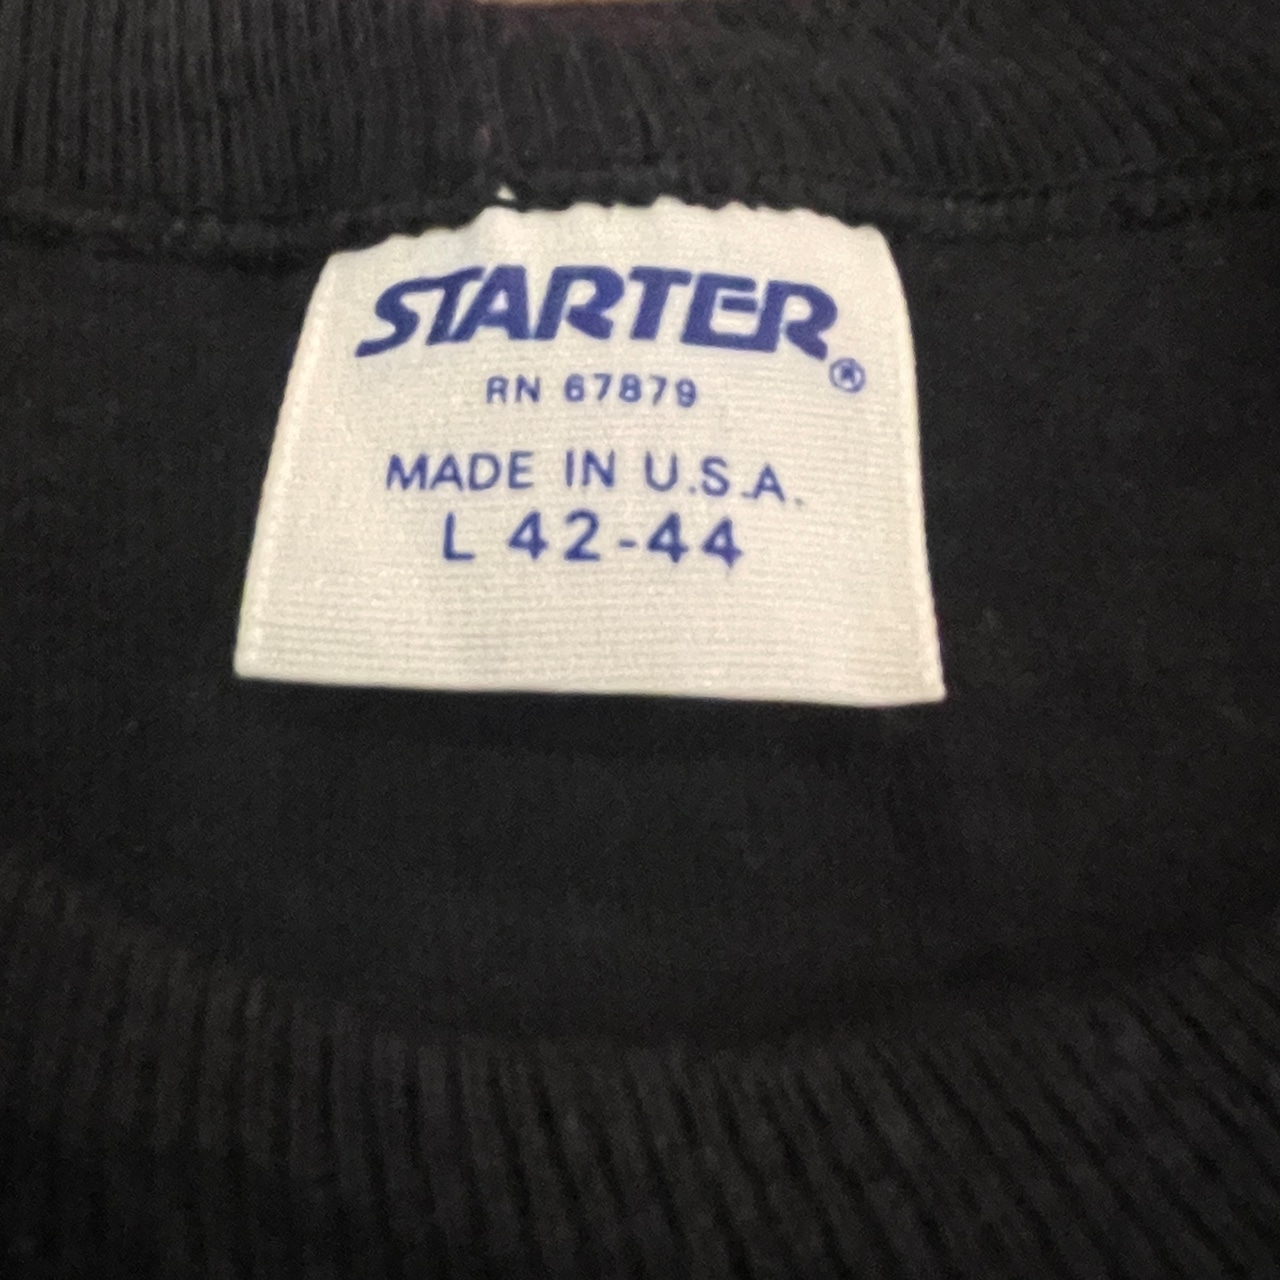 STARTER®
RN 67879
MADE IN U.S.A.
L 42-44